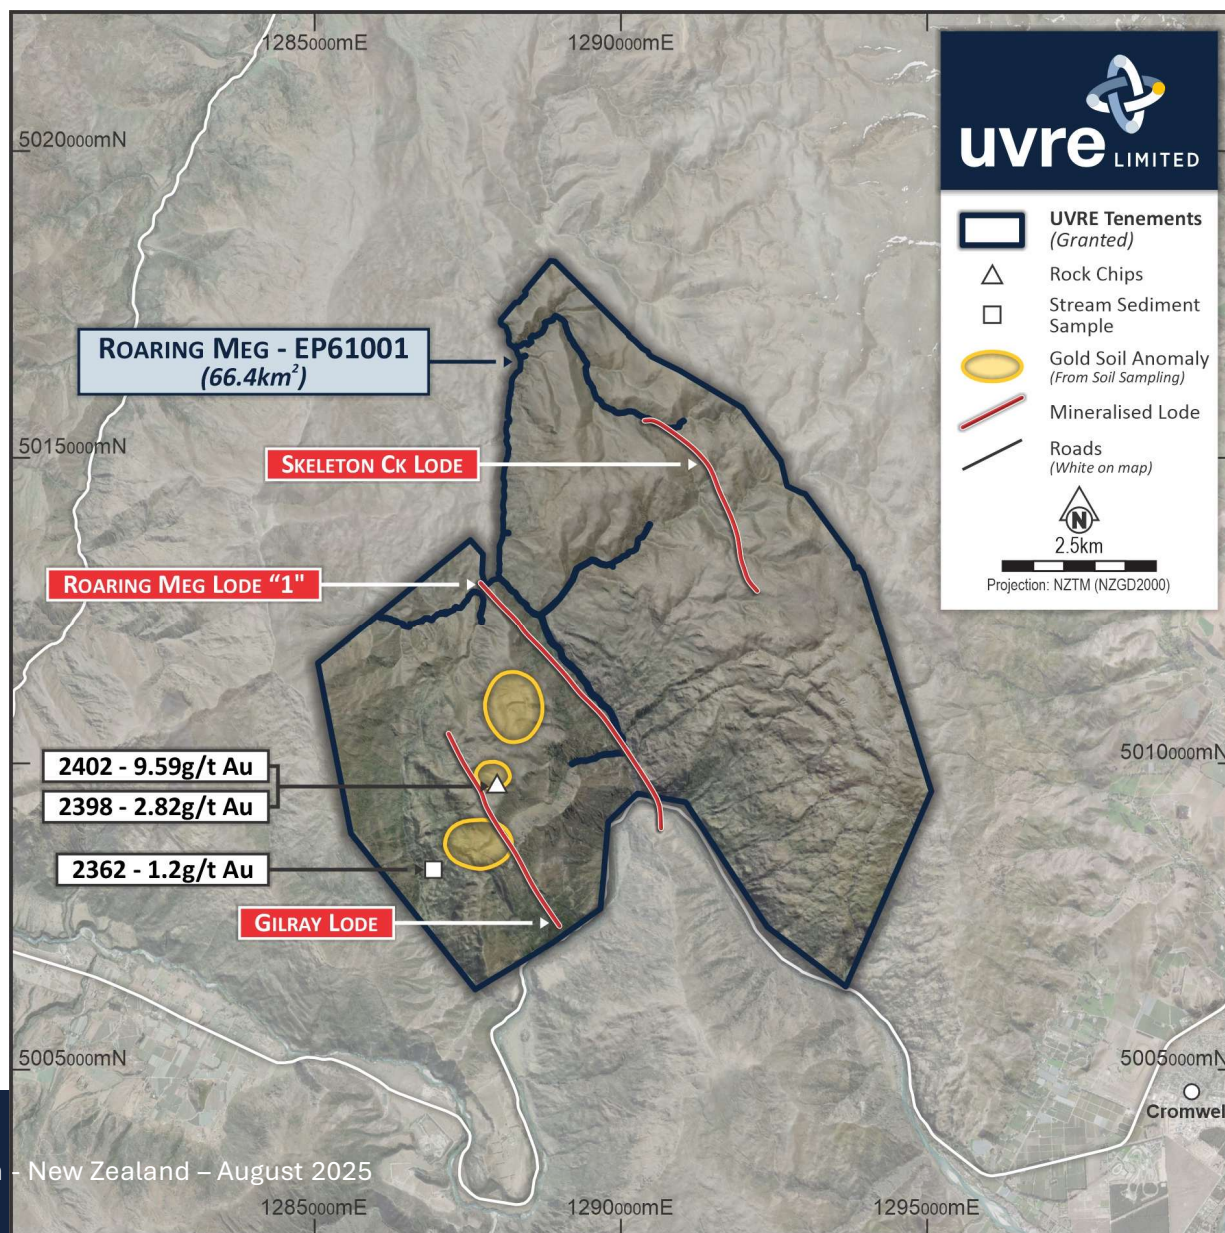 1285000mE
1290000mE
uvre LIMITED
5020000mN
UVRE Tenements
(Granted)
Rock Chips
Stream Sediment
Sample
Gold Soil Anomaly
(From Soil Sampling)
Mineralised Lode
Roads
(White on map)
N
2.5km
Projection: NZTM (NZGD2000)
ROARING MEG - EP61001
(66.4km²)
5015000mN
SKELETON CK LODE
ROARING MEG LODE “1"
5010000mN
2402 - 9.59g/t Au
2398 - 2.82g/t Au
2362 - 1.2g/t Au
GILRAY LODE
5005000mN
5005000mN
Cromwel
- New Zealand – August 2025
1285000mE
1290000mE
1295000mE